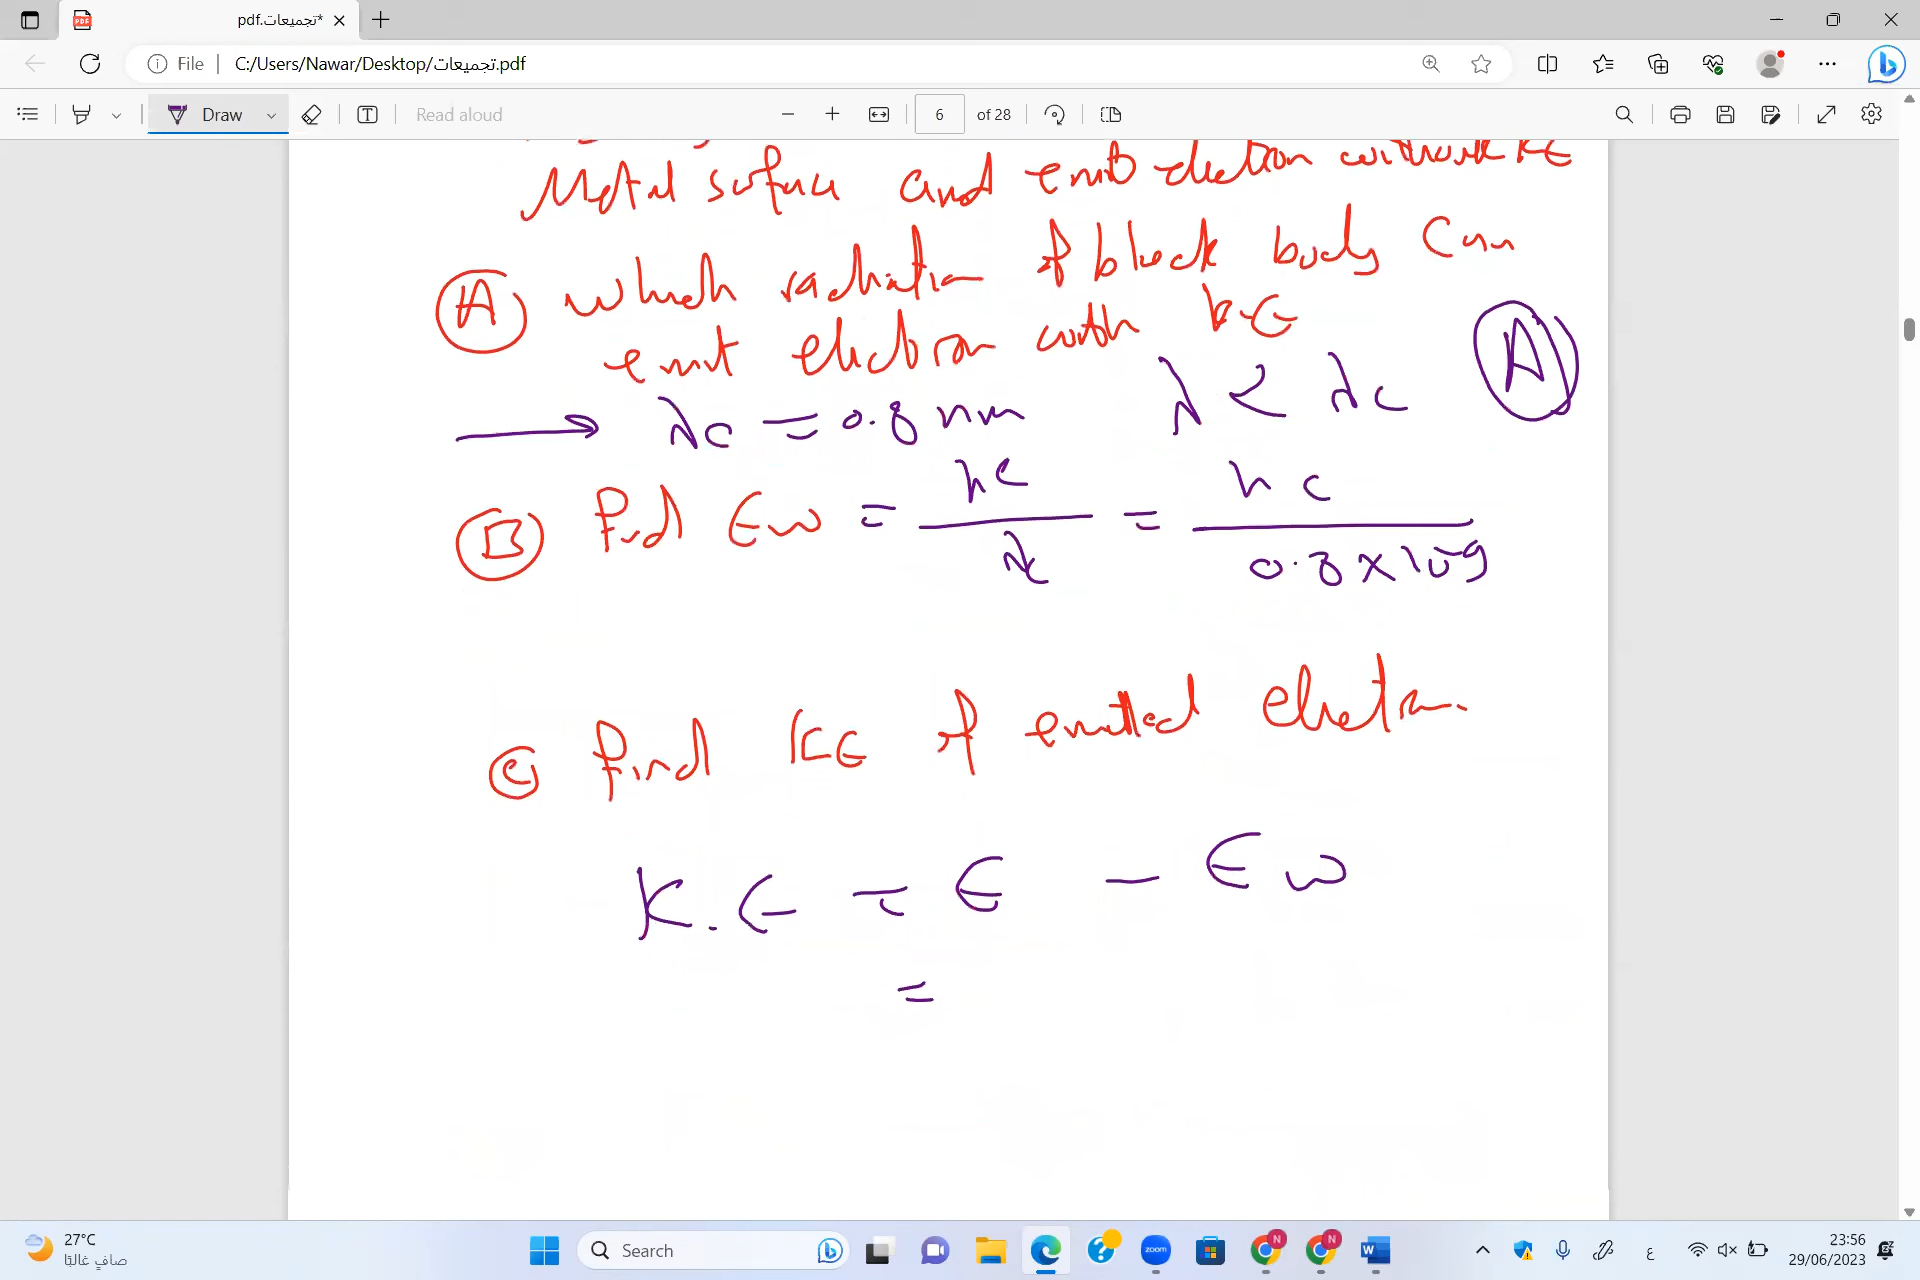 *تجميعات.pdf
File C:/Users/Nawar/Desktop/تجميعات.pdf
Draw Read aloud 6 of 28
Metal surface and emit electron without KE
A which radiation of black body can
emit electron with k.E
λc = 0.8 nm λ < λc A
B Find Ew = hc / λc = hc / 0.8 × 10^-9
C find KE of emitted electron.
K.E = E - Ew
=
27°C
صافٍ غالبًا
Search
zoom
N
N
W
ع
23:56
29/06/2023